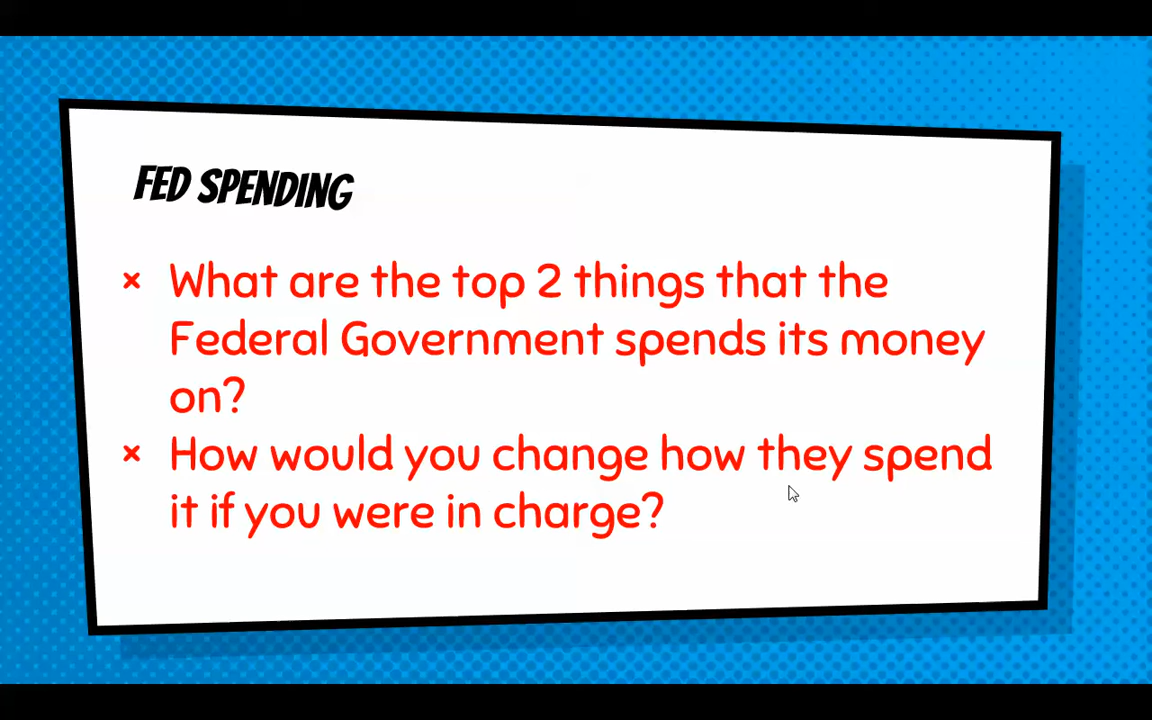 FED SPENDING
× What are the top 2 things that the
Federal Government spends its money
on?
× How would you change how they spend
it if you were in charge?